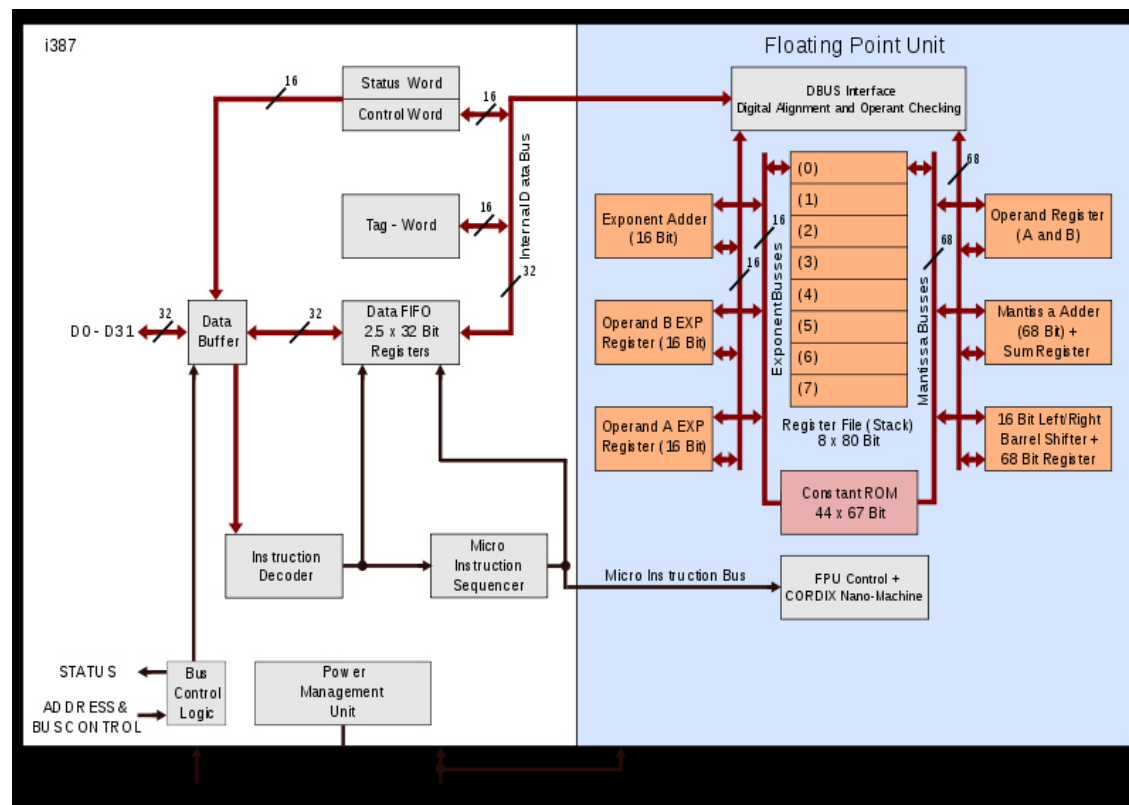 i387
Floating Point Unit
16
Status Word
Control Word
16
DBUS Interface
Digital Alignment and Operant Checking
Internal Data Bus
68
(0)
(1)
(2)
(3)
(4)
(5)
(6)
(7)
Tag - Word
16
Exponent Adder
(16 Bit)
16
16
Exponent Busses
Mantissa Busses
68
Operand Register
(A and B)
32
D0 - D31
32
Data
Buffer
32
Data FIFO
2.5 x 32 Bit
Registers
Operand B EXP
Register (16 Bit)
Mantissa Adder
(68 Bit) +
Sum Register
Operand A EXP
Register (16 Bit)
Register File (Stack)
8 x 80 Bit
16 Bit Left/Right
Barrel Shifter +
68 Bit Register
Constant ROM
44 x 67 Bit
Instruction
Decoder
Micro
Instruction
Sequencer
Micro Instruction Bus
FPU Control +
CORDIX Nano-Machine
STATUS
ADDRESS &
BUS CONTROL
Bus
Control
Logic
Power
Management
Unit